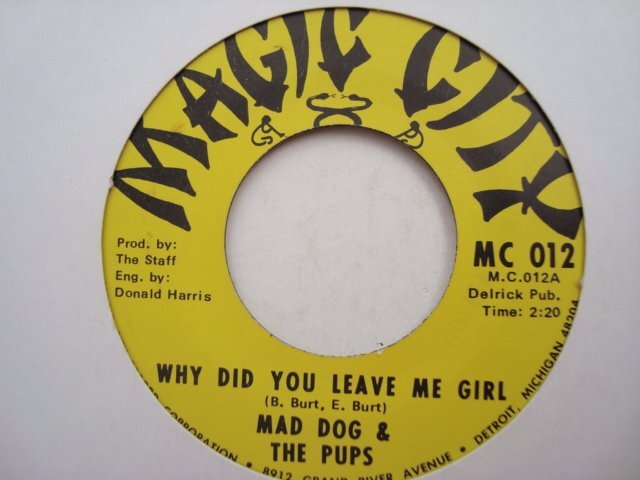 MAGIC CITY
Prod. by:
The Staff
Eng. by:
Donald Harris
MC 012
M.C.012A
Delrick Pub.
Time: 2:20
WHY DID YOU LEAVE ME GIRL
(B. Burt, E. Burt)
MAD DOG &
THE PUPS
CORPORATION • 8912 GRAND RIVER AVENUE • DETROIT, MICHIGAN 48204